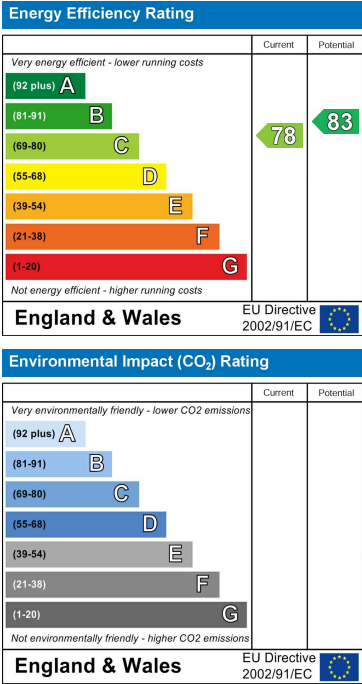 Energy Efficiency Rating
Current Potential
Very energy efficient - lower running costs
(92 plus) A
(81-91) B
(69-80) C
(55-68) D
(39-54) E
(21-38) F
(1-20) G
78 83
Not energy efficient - higher running costs
England & Wales
EU Directive
2002/91/EC
Environmental Impact (CO₂) Rating
Current Potential
Very environmentally friendly - lower CO2 emissions
(92 plus) A
(81-91) B
(69-80) C
(55-68) D
(39-54) E
(21-38) F
(1-20) G
Not environmentally friendly - higher CO2 emissions
England & Wales
EU Directive
2002/91/EC